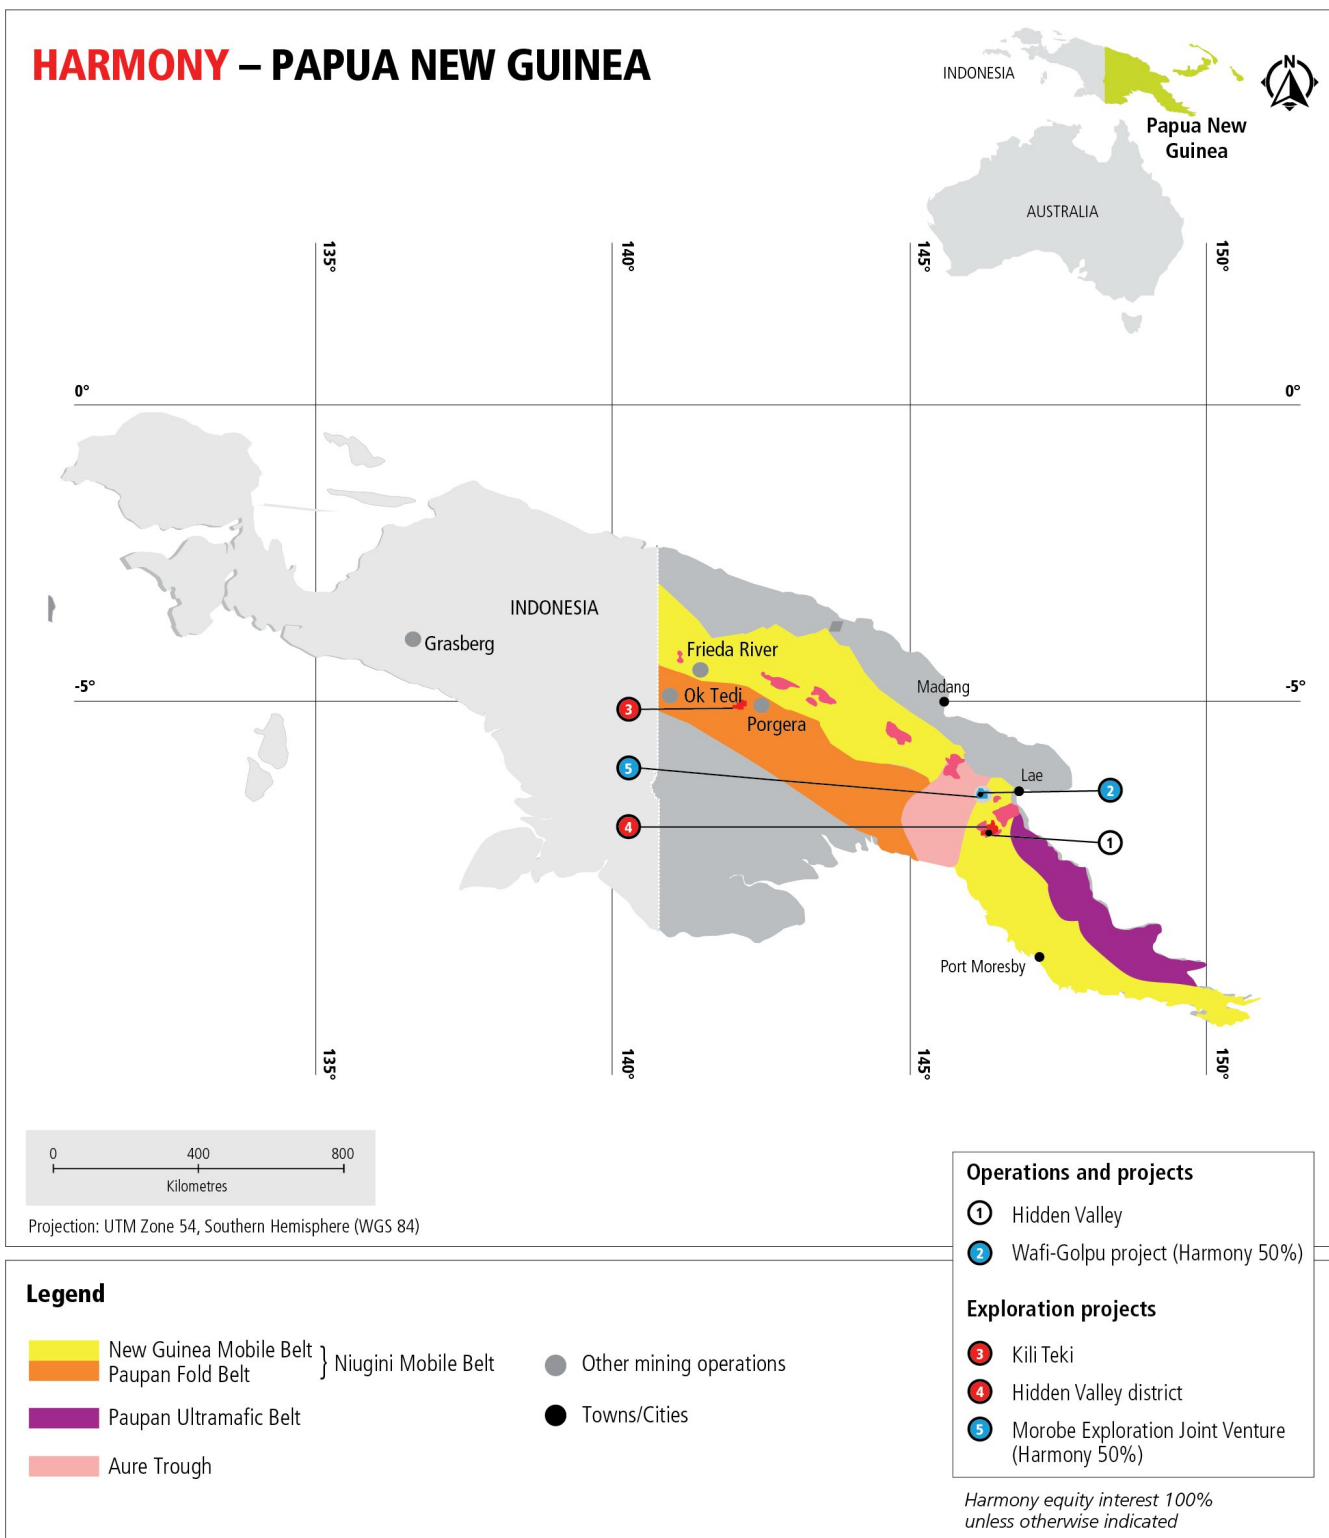 HARMONY – PAPUA NEW GUINEA
INDONESIA
N
Papua New
Guinea
AUSTRALIA
135°
140°
145°
150°
0°
0°
INDONESIA
Grasberg
Frieda River
-5°
-5°
Madang
Ok Tedi
3
Porgera
5
Lae
2
4
1
Port Moresby
135°
140°
145°
150°
0
400
800
Kilometres
Projection: UTM Zone 54, Southern Hemisphere (WGS 84)
Operations and projects
1 Hidden Valley
2 Wafi-Golpu project (Harmony 50%)
Exploration projects
3 Kili Teki
4 Hidden Valley district
5 Morobe Exploration Joint Venture
(Harmony 50%)
Harmony equity interest 100%
unless otherwise indicated
Legend
New Guinea Mobile Belt
Paupan Fold Belt
} Niugini Mobile Belt
Paupan Ultramafic Belt
Aure Trough
Other mining operations
Towns/Cities